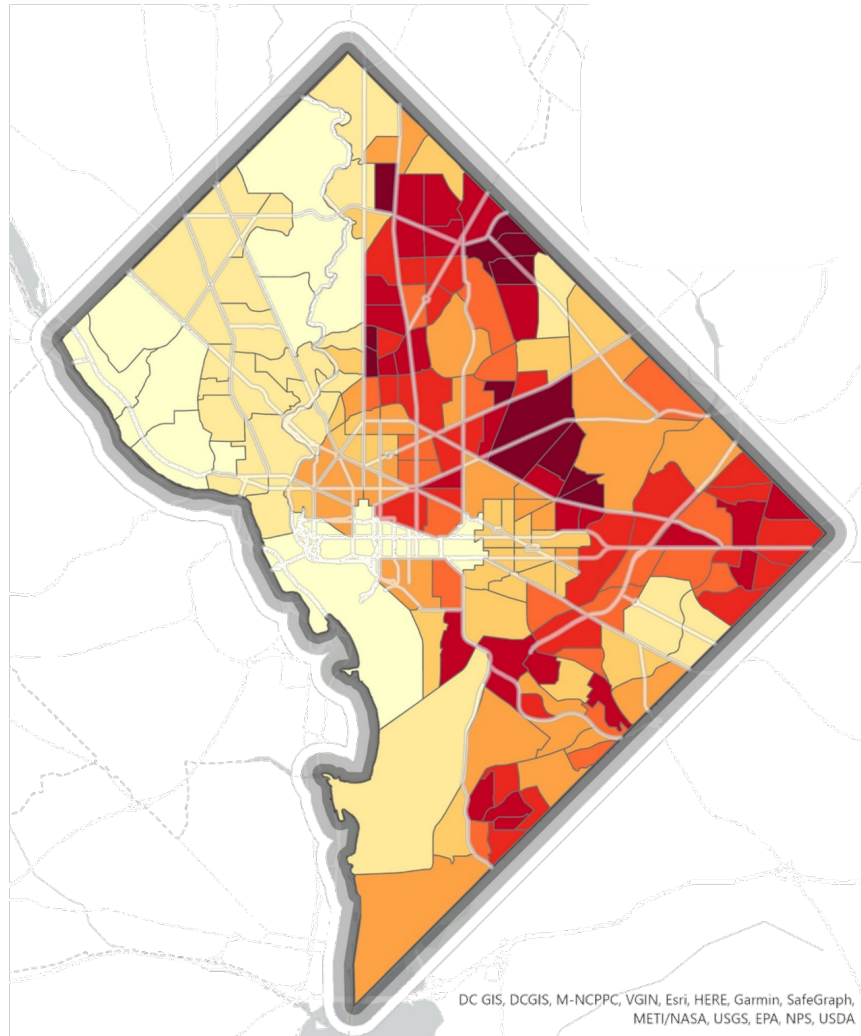 DC GIS, DCGIS, M-NCPPC, VGIN, Esri, HERE, Garmin, SafeGraph,
METI/NASA, USGS, EPA, NPS, USDA